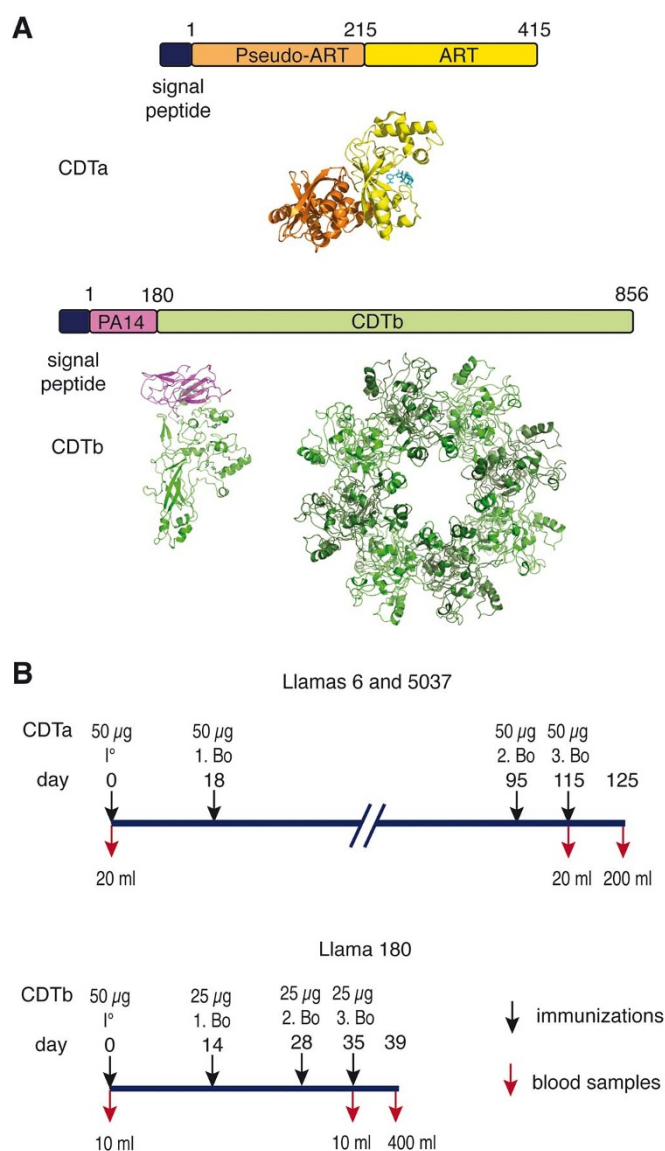 A
1 215 415
Pseudo-ART ART
signal
peptide
CDTa
1 180 856
PA14 CDTb
signal
peptide
CDTb
B
Llamas 6 and 5037
CDTa 50 µg 50 µg 50 µg 50 µg
I° 1. Bo 2. Bo 3. Bo
day 0 18 95 115 125
20 ml 20 ml 200 ml
Llama 180
CDTb 50 µg 25 µg 25 µg 25 µg
I° 1. Bo 2. Bo 3. Bo
day 0 14 28 35 39
immunizations
blood samples
10 ml 10 ml 400 ml